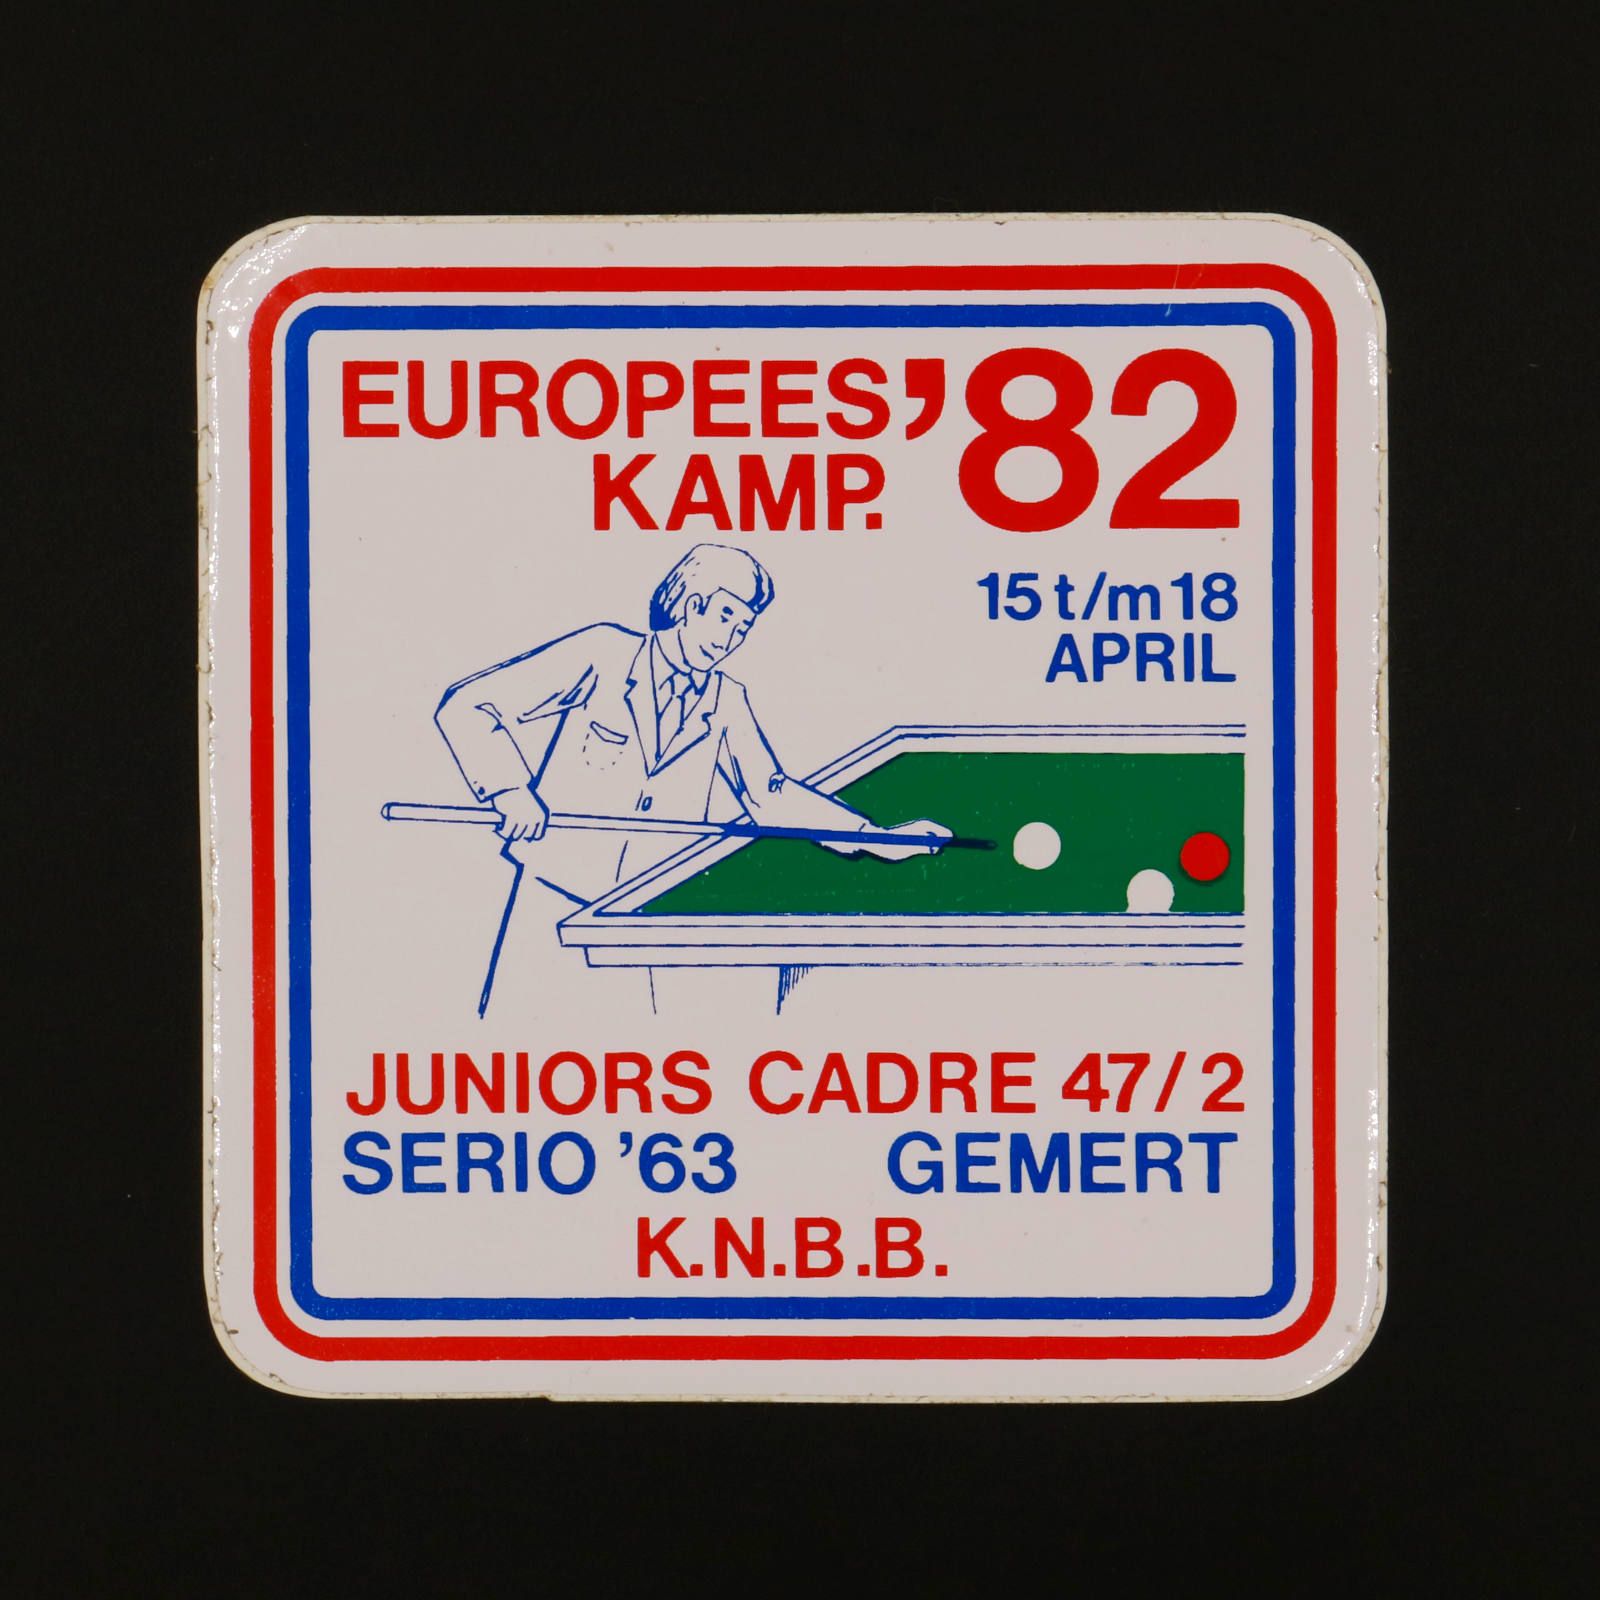 EUROPEES '82
KAMP.
15 t/m 18
APRIL
JUNIORS CADRE 47/2
SERIO '63 GEMERT
K.N.B.B.